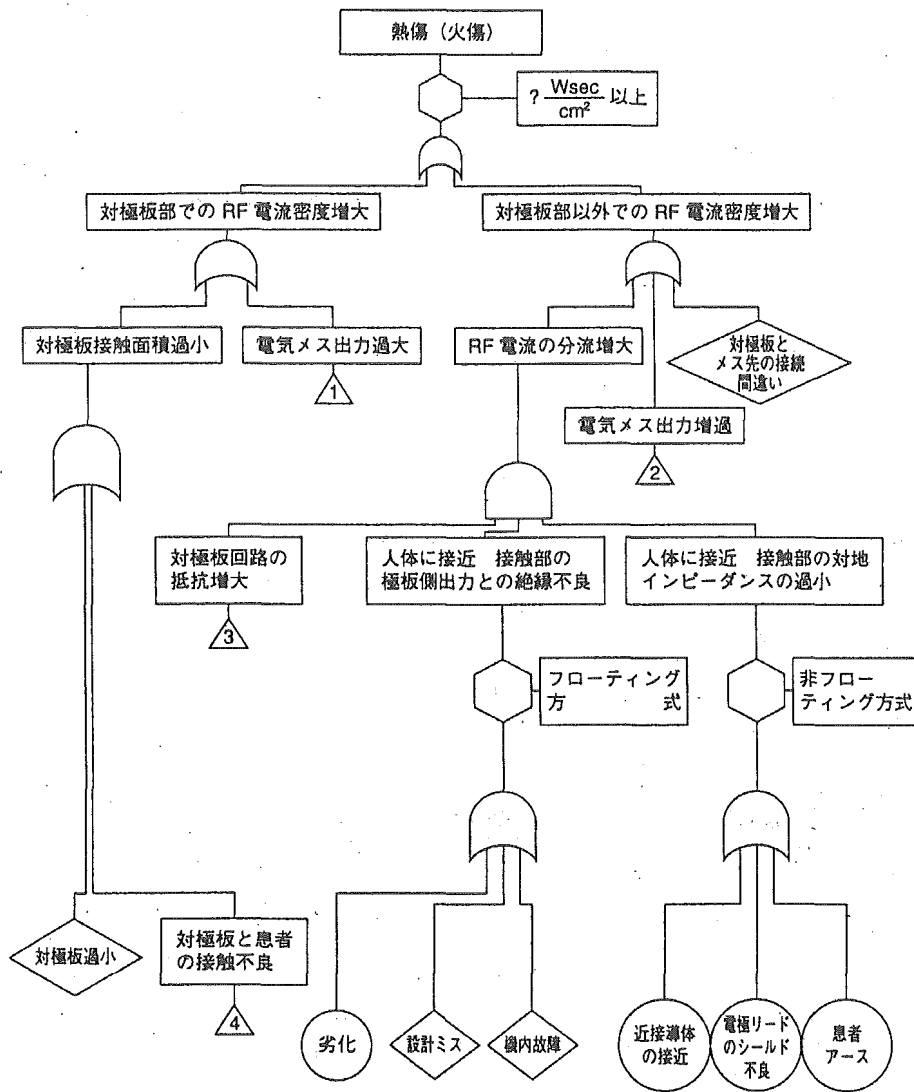 熱傷（火傷）
? Wsec/cm² 以上
対極板部での RF 電流密度増大
対極板部以外での RF 電流密度増大
対極板接触面積過小
電気メス出力過大
RF 電流の分流増大
対極板と
メス先の接続
間違い
1
電気メス出力増過
2
対極板回路の
抵抗増大
人体に接近 接触部の
極板側出力との絶縁不良
人体に接近 接触部の対地
インピーダンスの過小
3
フローティング
方 式
非フロー
ティング方式
対極板過小
対極板と患者
の接触不良
4
劣化
設計ミス
機内故障
近接導体
の接近
電極リード
のシールド
不良
患者
アース